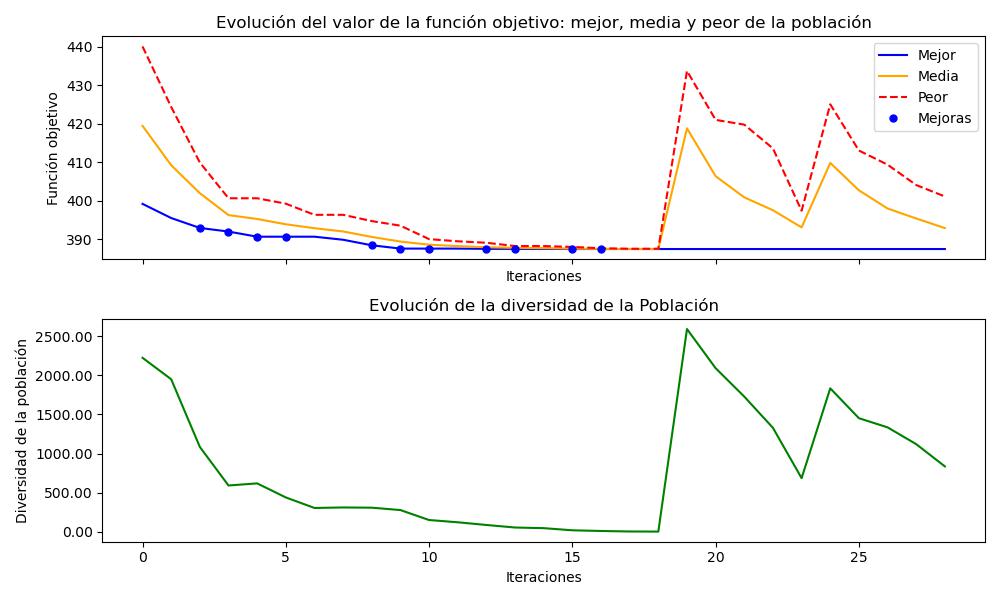 Evolución del valor de la función objetivo: mejor, media y peor de la población
Función objetivo
440
430
420
410
400
390
Mejor
Media
Peor
Mejoras
Iteraciones
Evolución de la diversidad de la Población
Diversidad de la población
2500.00
2000.00
1500.00
1000.00
500.00
0.00
0 5 10 15 20 25
Iteraciones